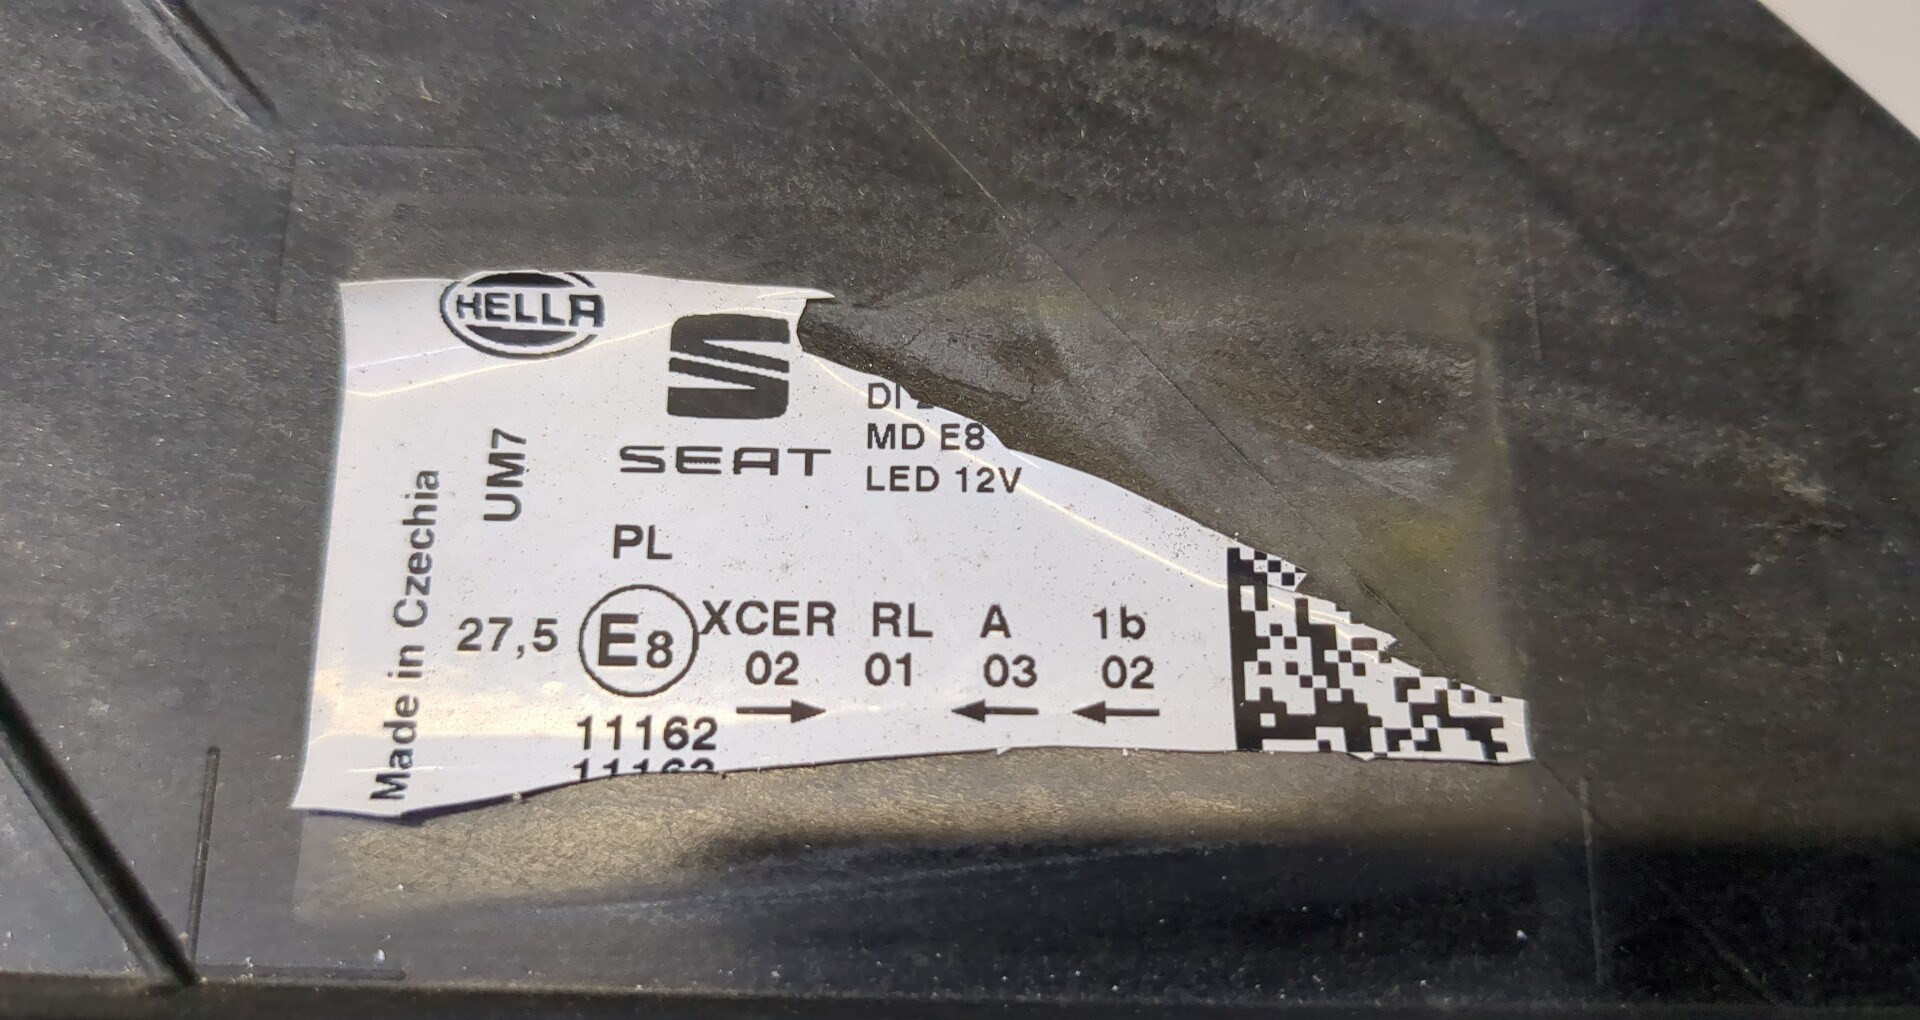 HELLA
SEAT
MD E8
LED 12V
UM7
Made in Czechia
PL
27,5 E8 XCER RL A 1b
02 01 03 02
11162